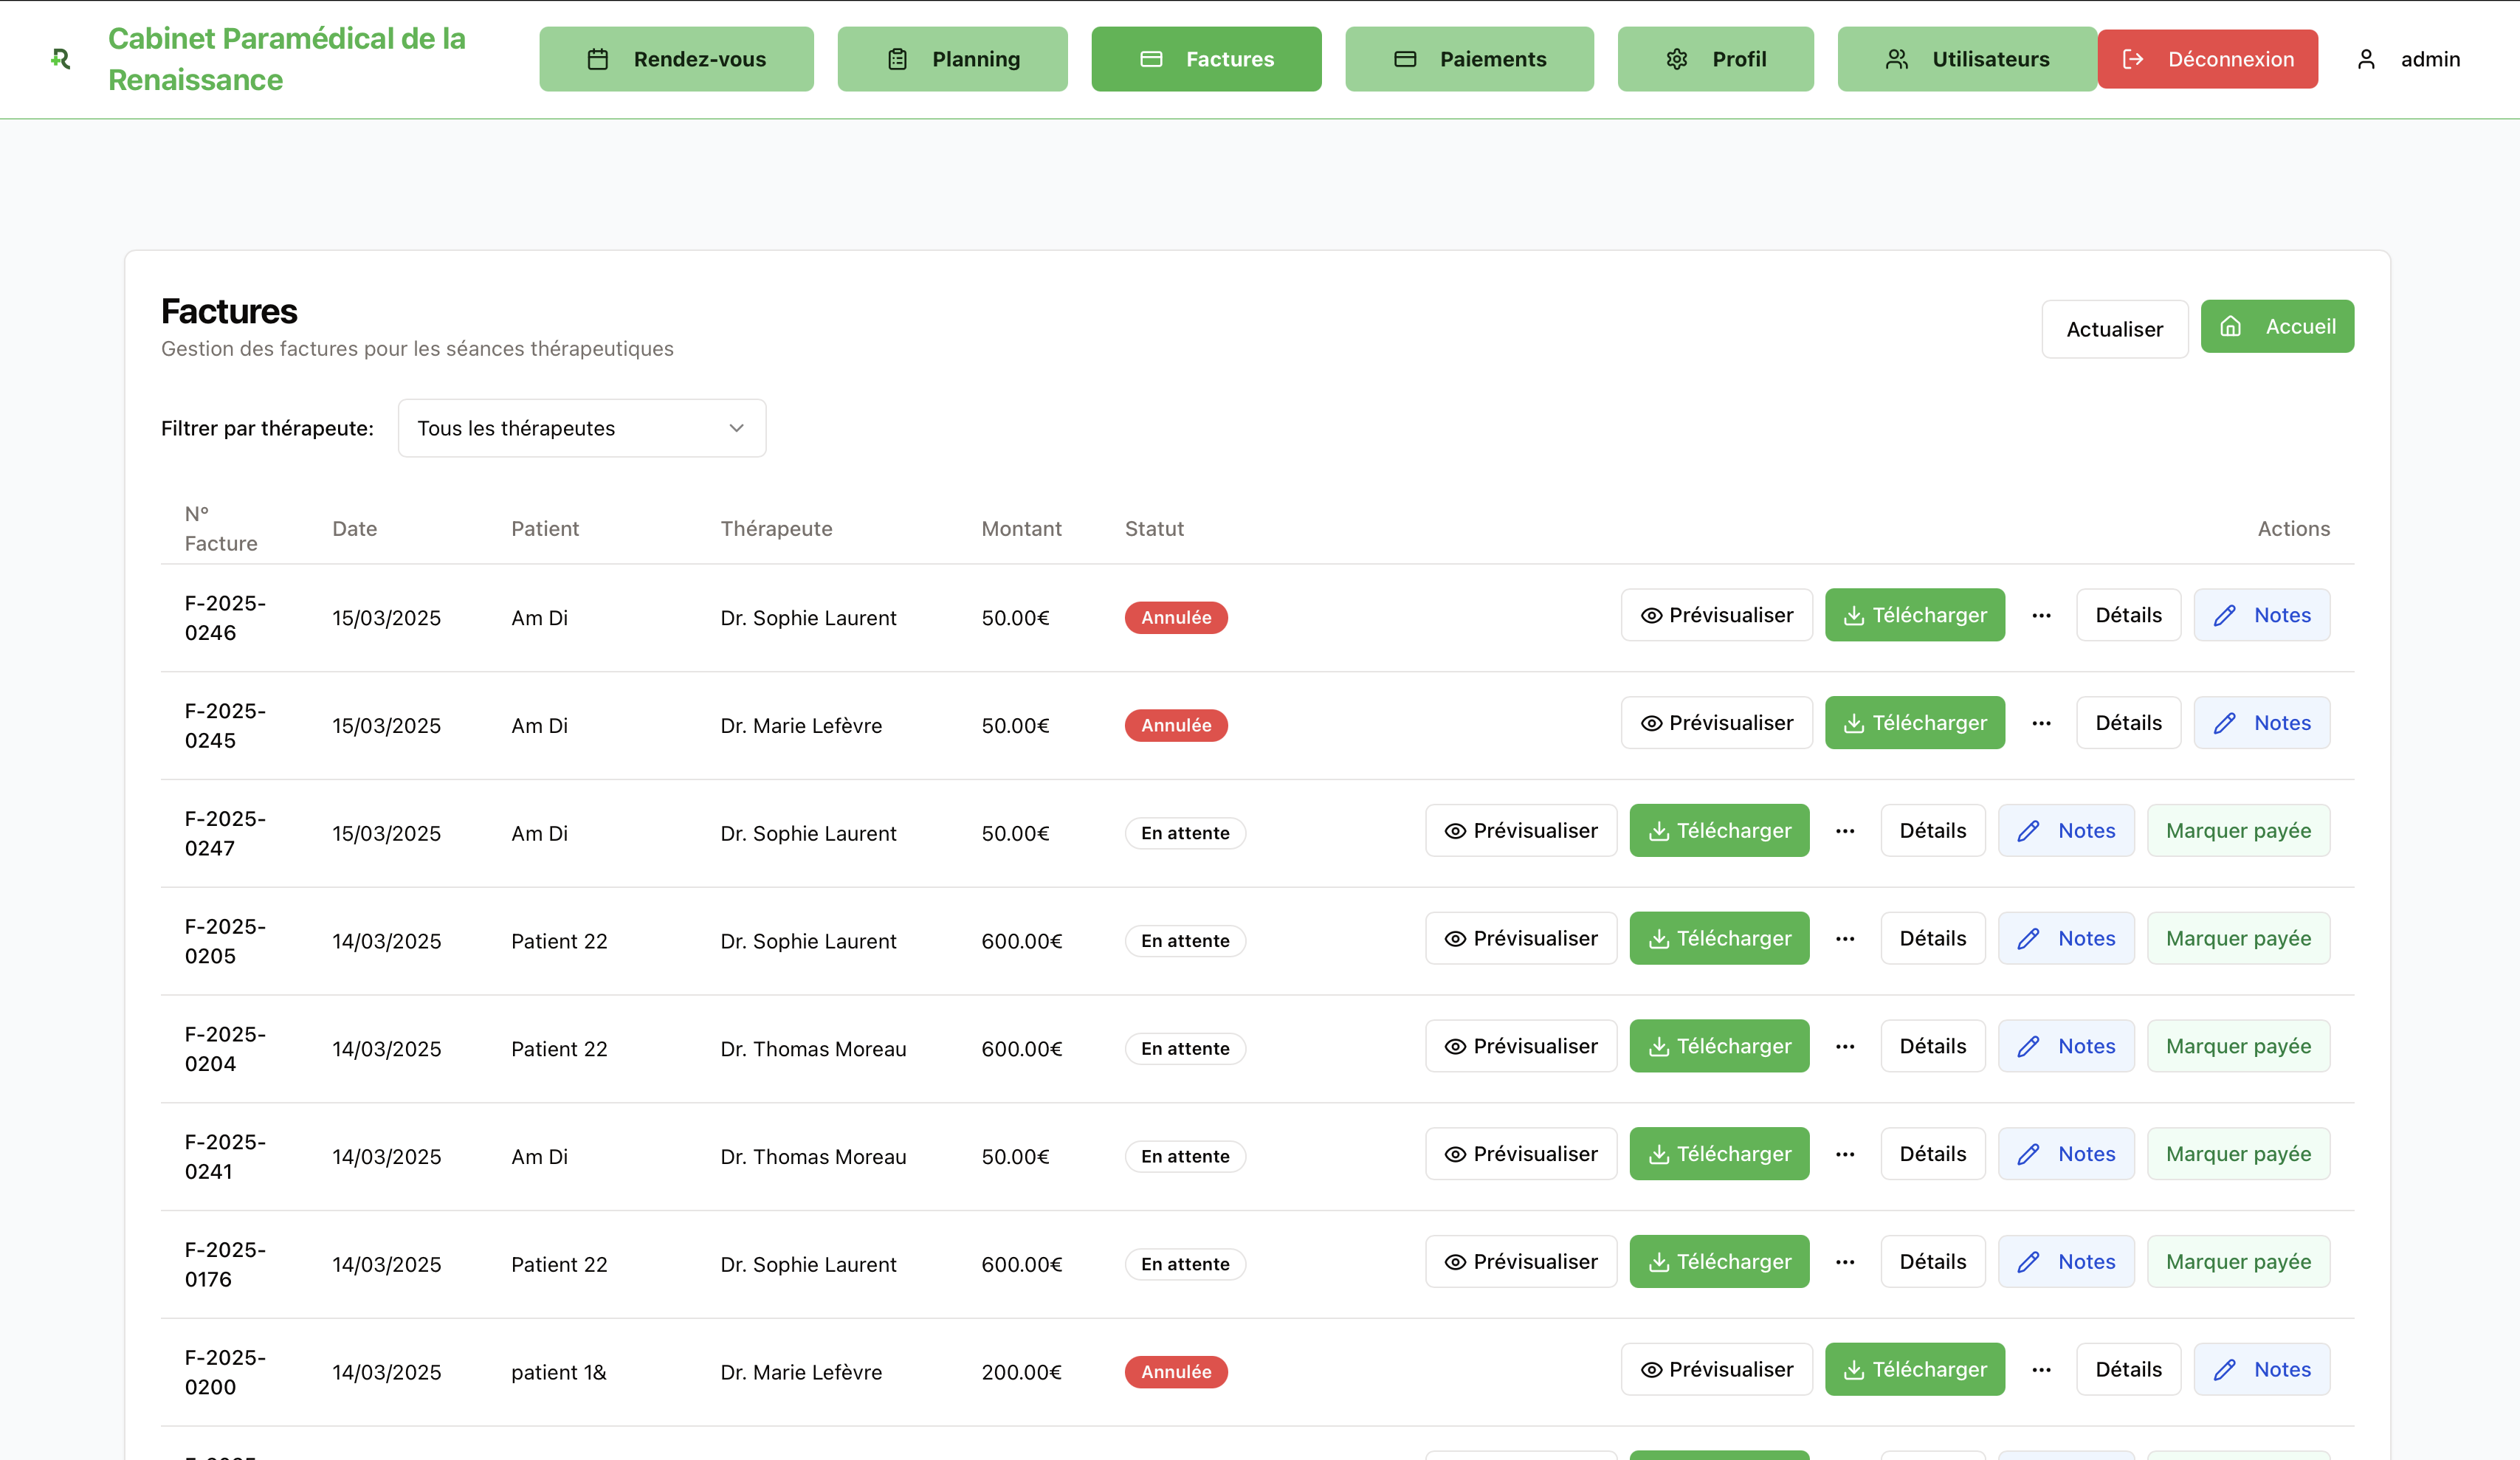 Cabinet Paramédical de la
Renaissance
Rendez-vous
Planning
Factures
Paiements
Profil
Utilisateurs
Déconnexion
admin
Factures
Gestion des factures pour les séances thérapeutiques
Actualiser
Accueil
Filtrer par thérapeute: Tous les thérapeutes
N°
Facture
Date Patient Thérapeute Montant Statut Actions
F-2025-
0246
15/03/2025 Am Di Dr. Sophie Laurent 50.00€ Annulée Prévisualiser Télécharger ... Détails Notes
F-2025-
0245
15/03/2025 Am Di Dr. Marie Lefèvre 50.00€ Annulée Prévisualiser Télécharger ... Détails Notes
F-2025-
0247
15/03/2025 Am Di Dr. Sophie Laurent 50.00€ En attente Prévisualiser Télécharger ... Détails Notes Marquer payée
F-2025-
0205
14/03/2025 Patient 22 Dr. Sophie Laurent 600.00€ En attente Prévisualiser Télécharger ... Détails Notes Marquer payée
F-2025-
0204
14/03/2025 Patient 22 Dr. Thomas Moreau 600.00€ En attente Prévisualiser Télécharger ... Détails Notes Marquer payée
F-2025-
0241
14/03/2025 Am Di Dr. Thomas Moreau 50.00€ En attente Prévisualiser Télécharger ... Détails Notes Marquer payée
F-2025-
0176
14/03/2025 Patient 22 Dr. Sophie Laurent 600.00€ En attente Prévisualiser Télécharger ... Détails Notes Marquer payée
F-2025-
0200
14/03/2025 patient 1& Dr. Marie Lefèvre 200.00€ Annulée Prévisualiser Télécharger ... Détails Notes